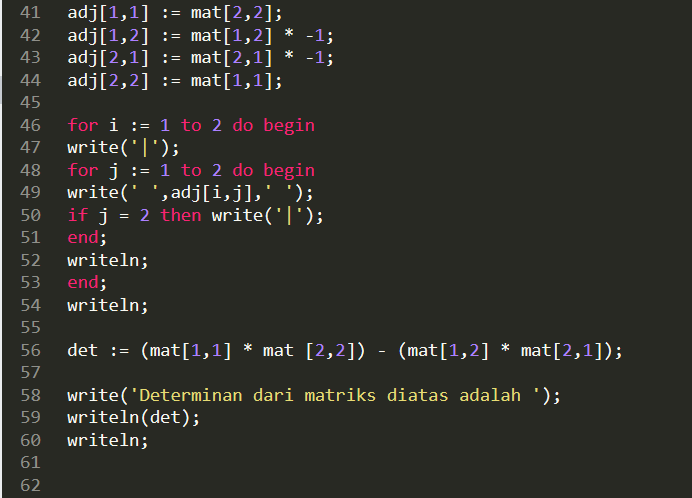 41 adj[1,1] := mat[2,2];
42 adj[1,2] := mat[1,2] * -1;
43 adj[2,1] := mat[2,1] * -1;
44 adj[2,2] := mat[1,1];
45
46 for i := 1 to 2 do begin
47 write('|');
48 for j := 1 to 2 do begin
49 write(' ',adj[i,j],' ');
50 if j = 2 then write('|');
51 end;
52 writeln;
53 end;
54 writeln;
55
56 det := (mat[1,1] * mat [2,2]) - (mat[1,2] * mat[2,1]);
57
58 write('Determinan dari matriks diatas adalah ');
59 writeln(det);
60 writeln;
61
62